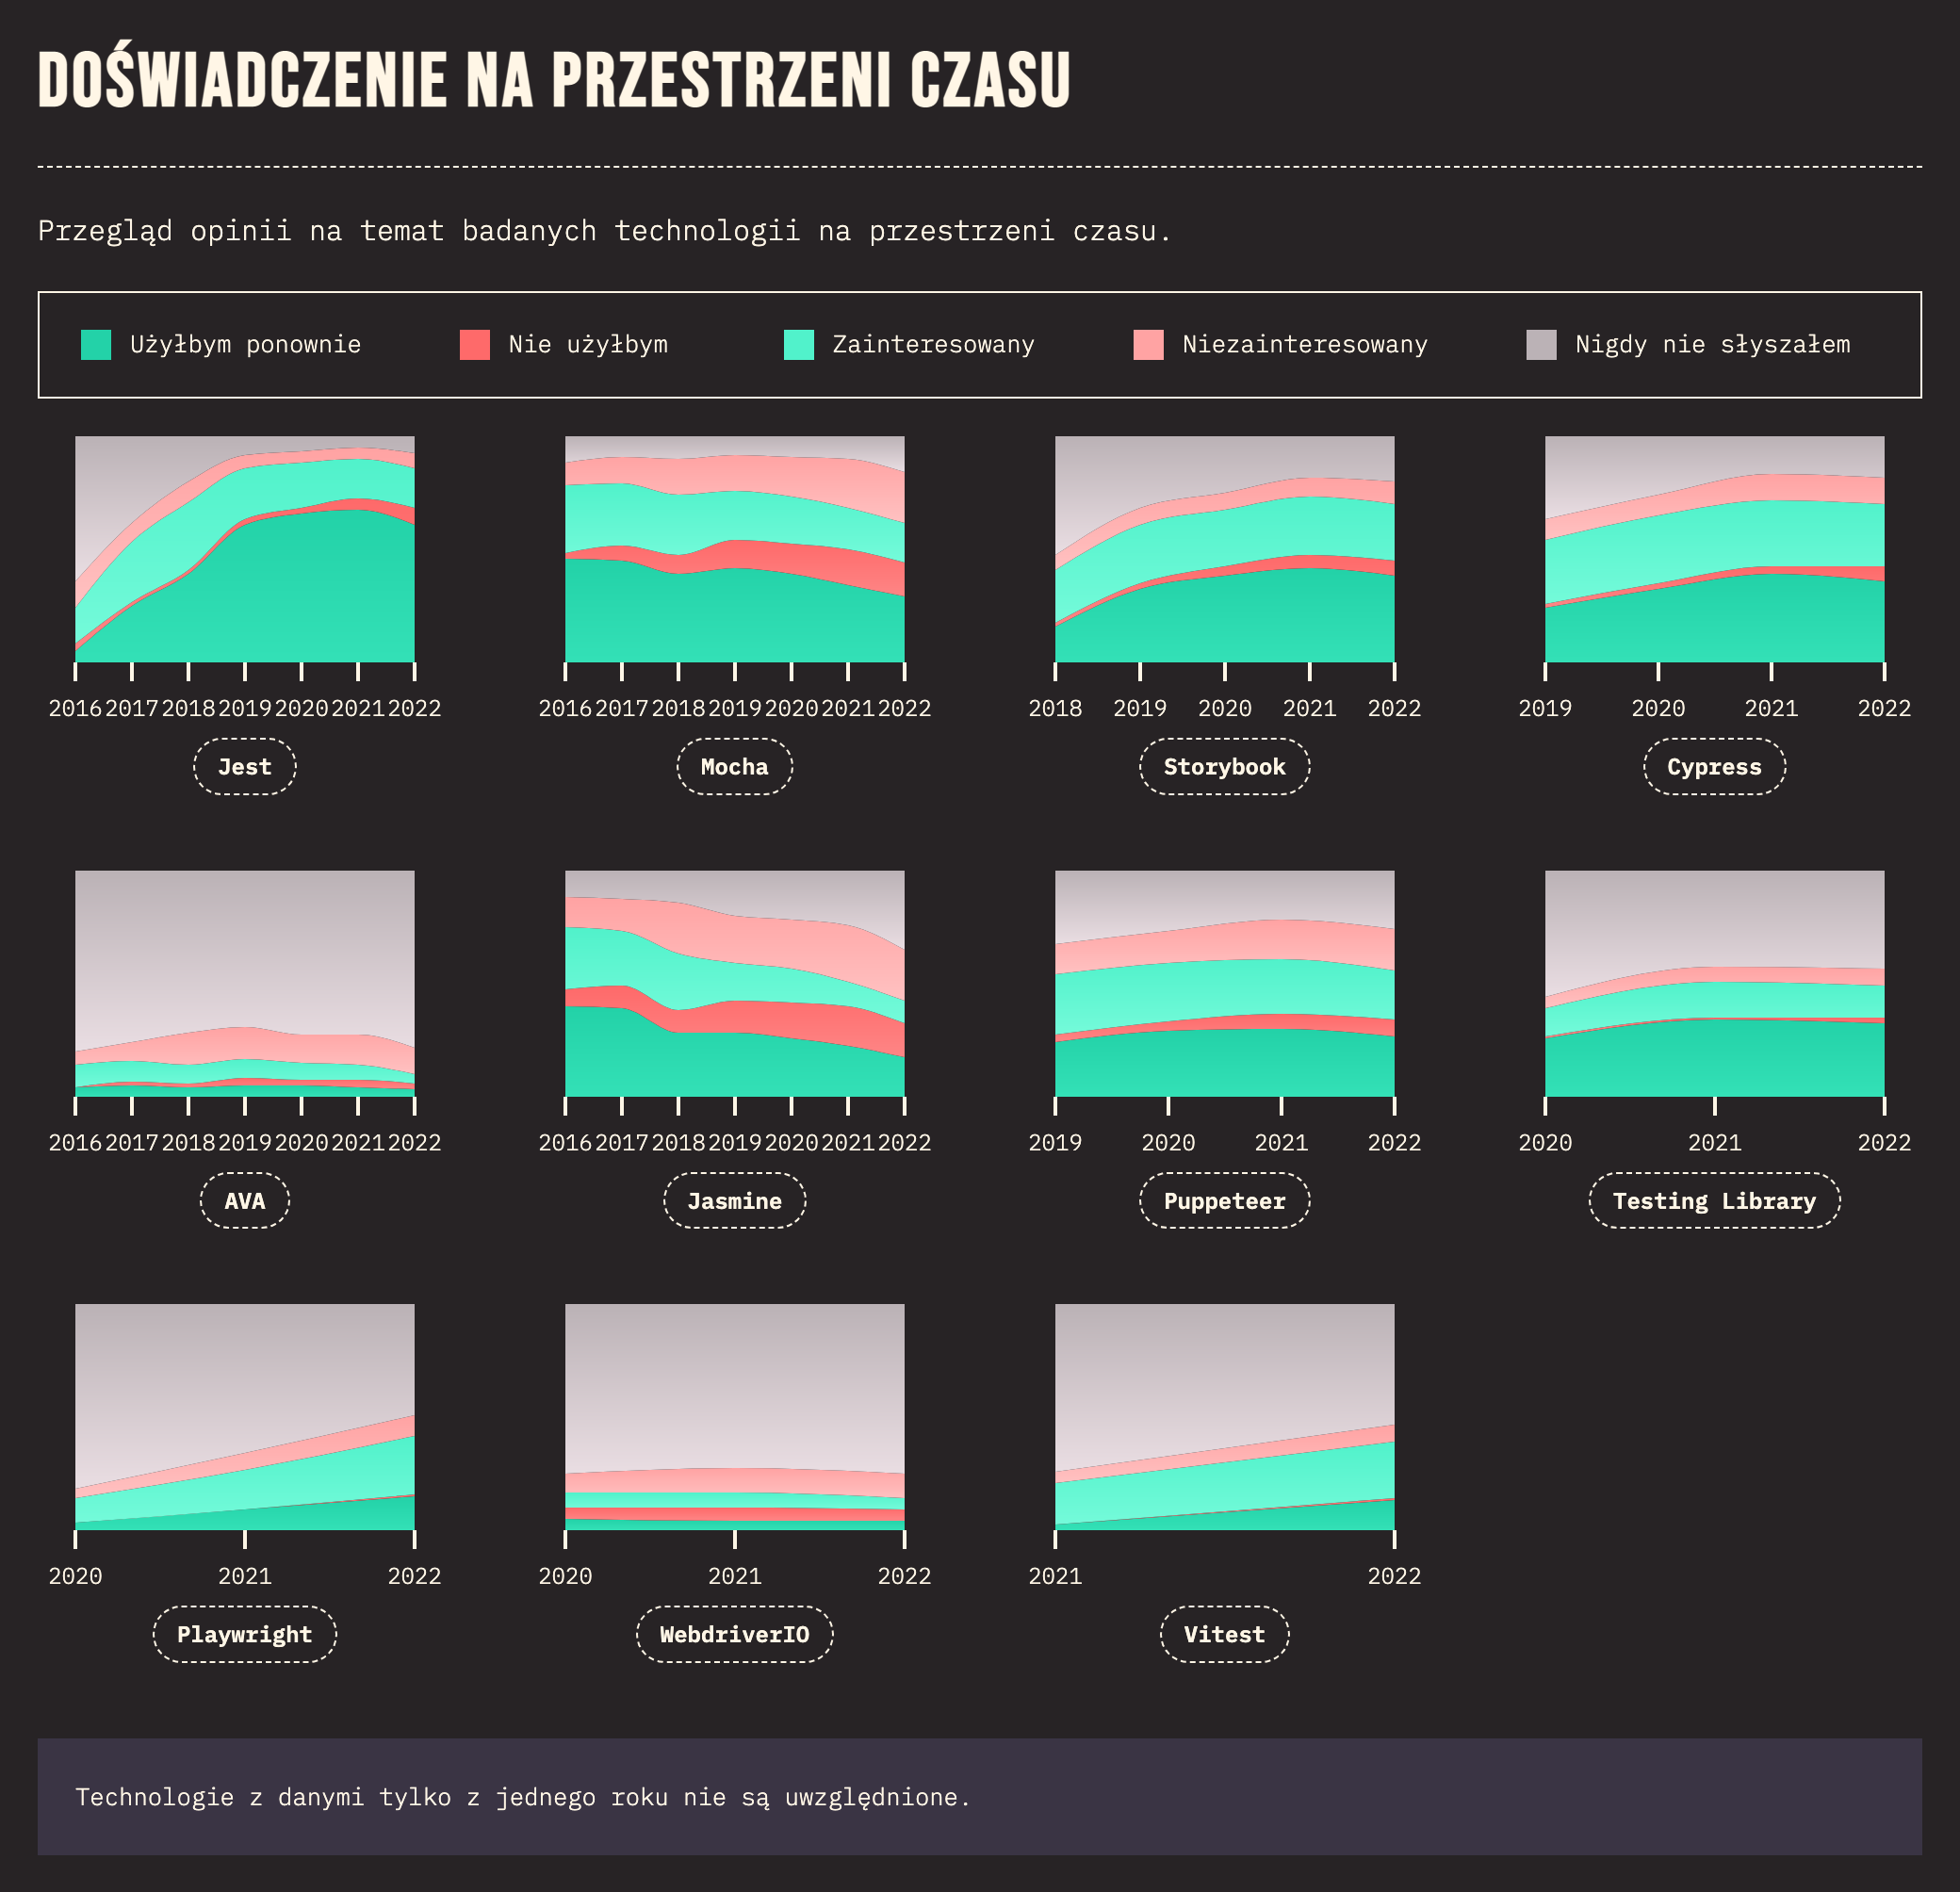 DOŚWIADCZENIE NA PRZESTRZENI CZASU
Przegląd opinii na temat badanych technologii na przestrzeni czasu.
Użyłbym ponownie Nie użyłbym Zainteresowany Niezainteresowany Nigdy nie słyszałem
2016 2017 2018 2019 2020 2021 2022 2016 2017 2018 2019 2020 2021 2022 2018 2019 2020 2021 2022 2019 2020 2021 2022
Jest Mocha Storybook Cypress
2016 2017 2018 2019 2020 2021 2022 2016 2017 2018 2019 2020 2021 2022 2019 2020 2021 2022 2020 2021 2022
AVA Jasmine Puppeteer Testing Library
2020 2021 2022 2020 2021 2022 2021 2022
Playwright WebdriverIO Vitest
Technologie z danymi tylko z jednego roku nie są uwzględnione.